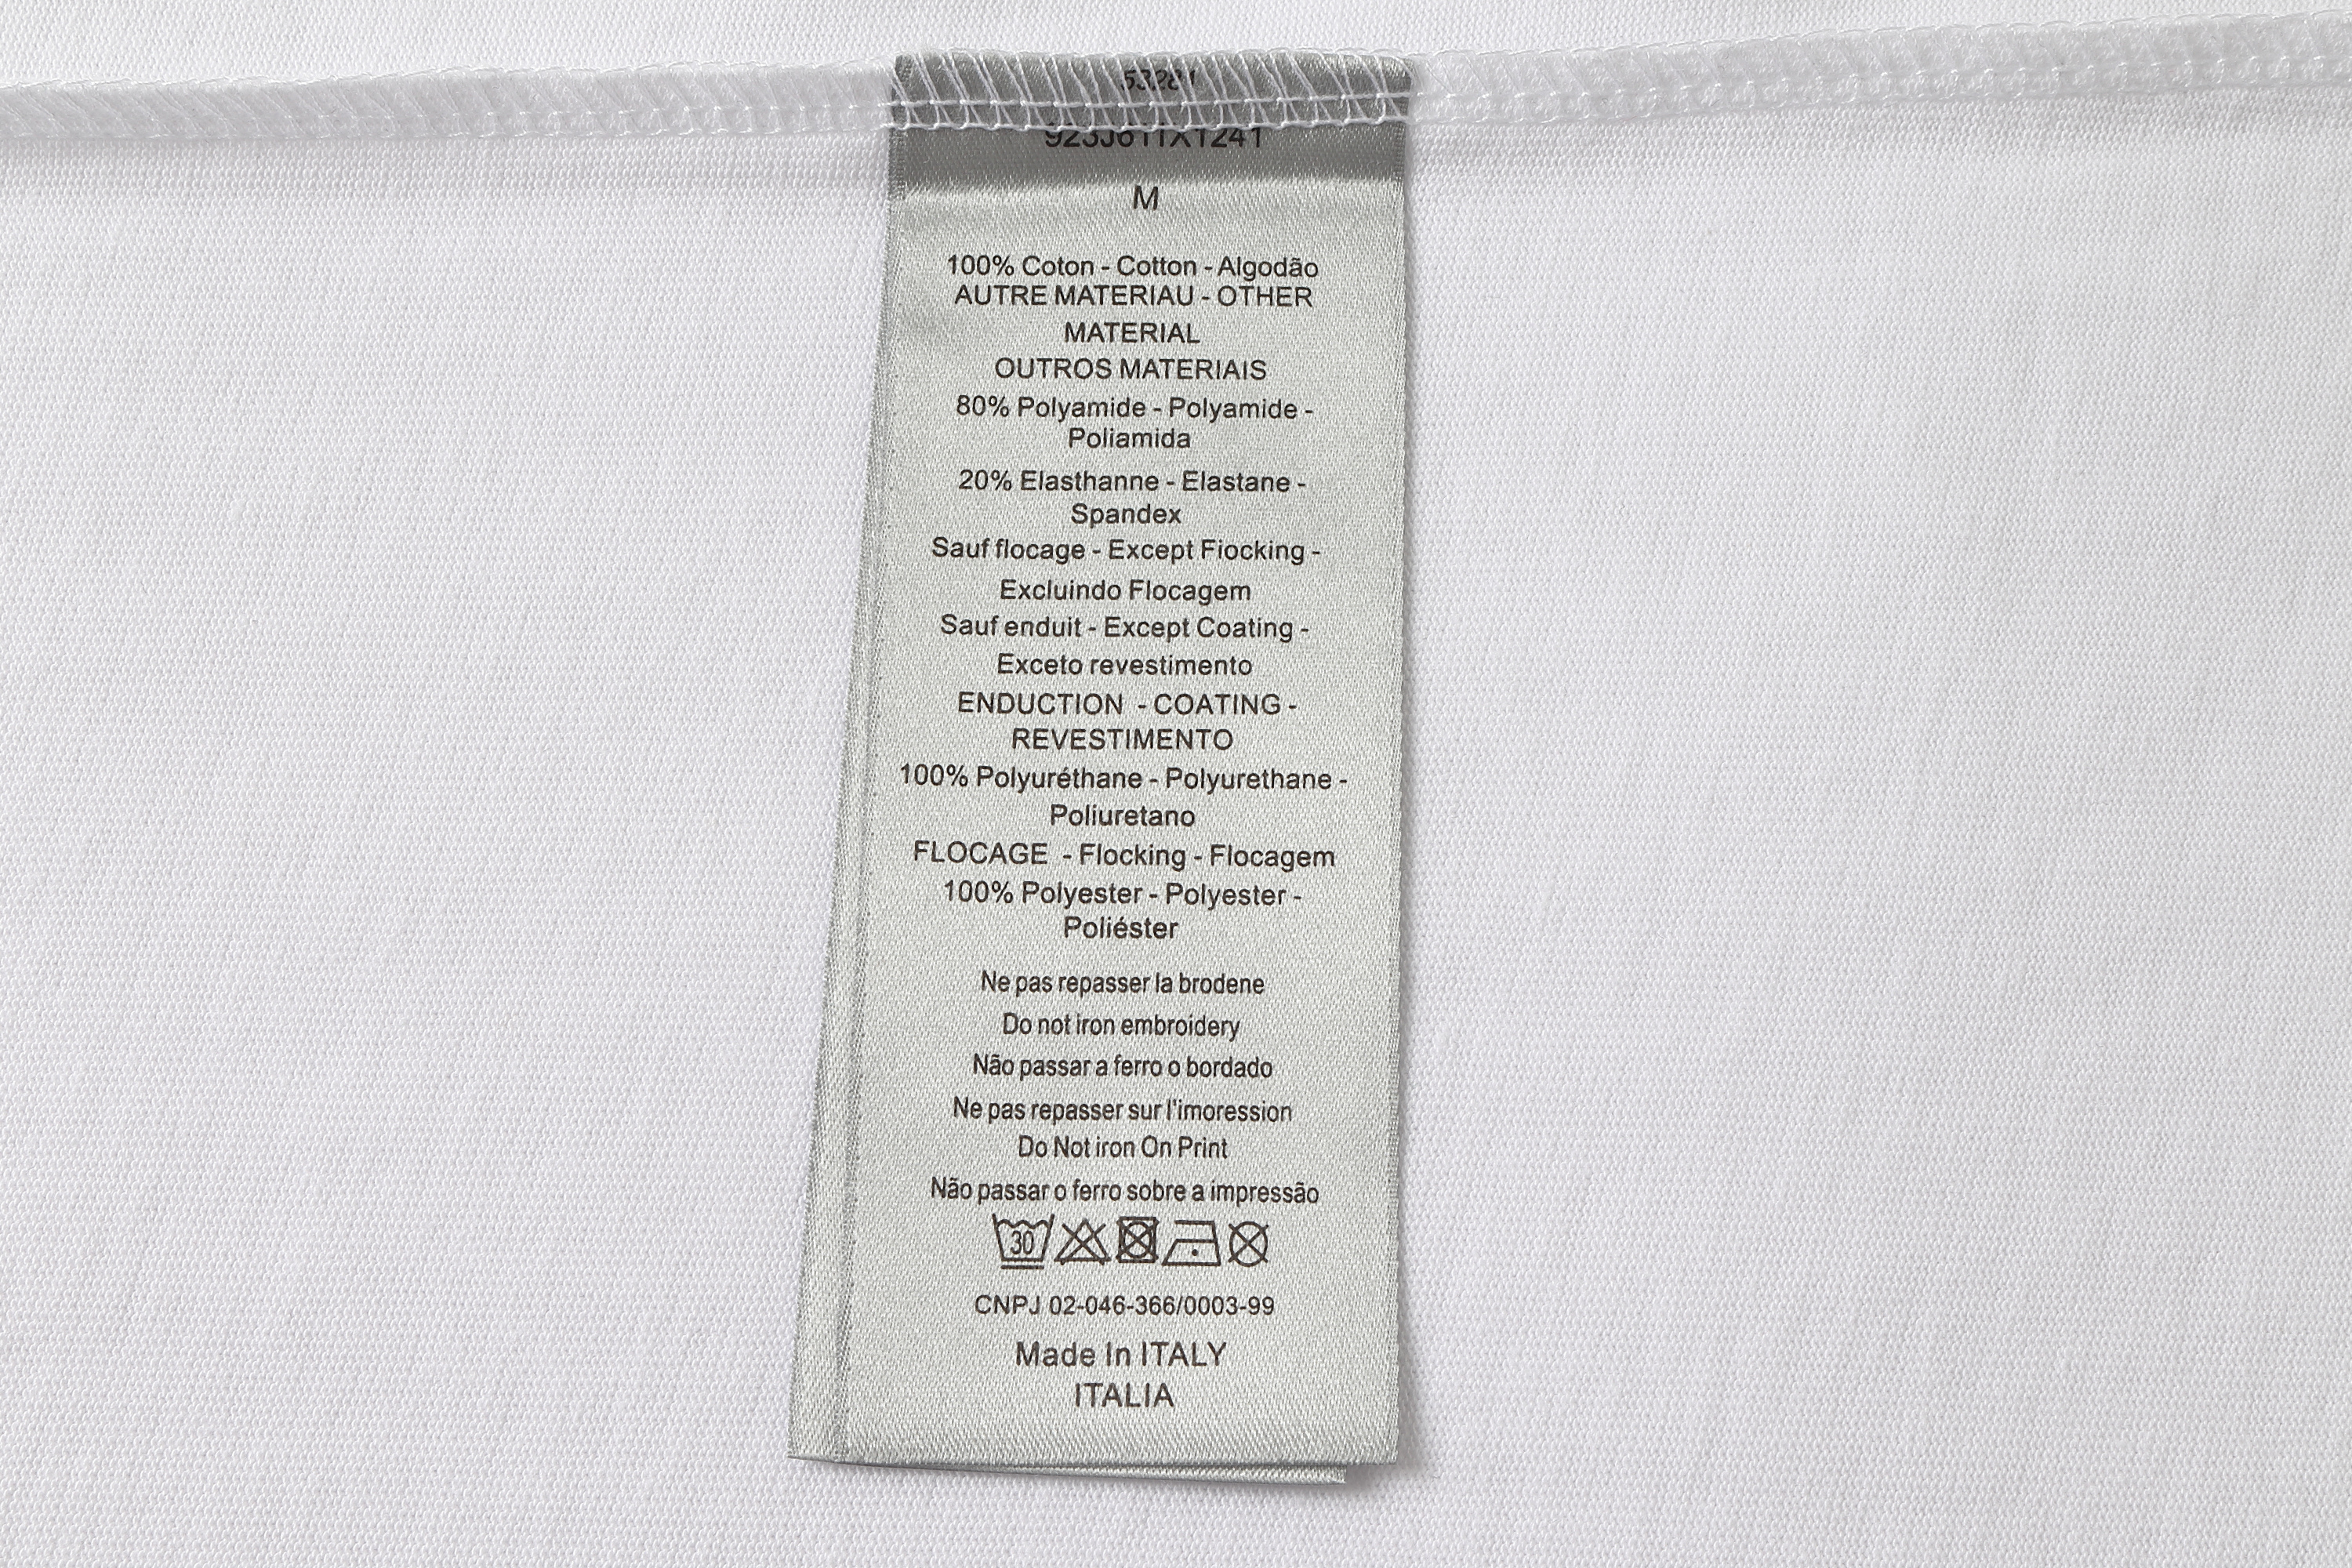 53281
923J611X1241
M
100% Coton - Cotton - Algodão
AUTRE MATERIAU - OTHER
MATERIAL
OUTROS MATERIAIS
80% Polyamide - Polyamide -
Poliamida
20% Elasthanne - Elastane -
Spandex
Sauf flocage - Except Fiocking -
Excluindo Flocagem
Sauf enduit - Except Coating -
Exceto revestimento
ENDUCTION - COATING -
REVESTIMENTO
100% Polyuréthane - Polyurethane -
Poliuretano
FLOCAGE - Flocking - Flocagem
100% Polyester - Polyester -
Poliéster
Ne pas repasser la brodene
Do not iron embroidery
Não passar a ferro o bordado
Ne pas repasser sur l'imoression
Do Not iron On Print
Não passar o ferro sobre a impressão
30
CNPJ 02-046-366/0003-99
Made In ITALY
ITALIA